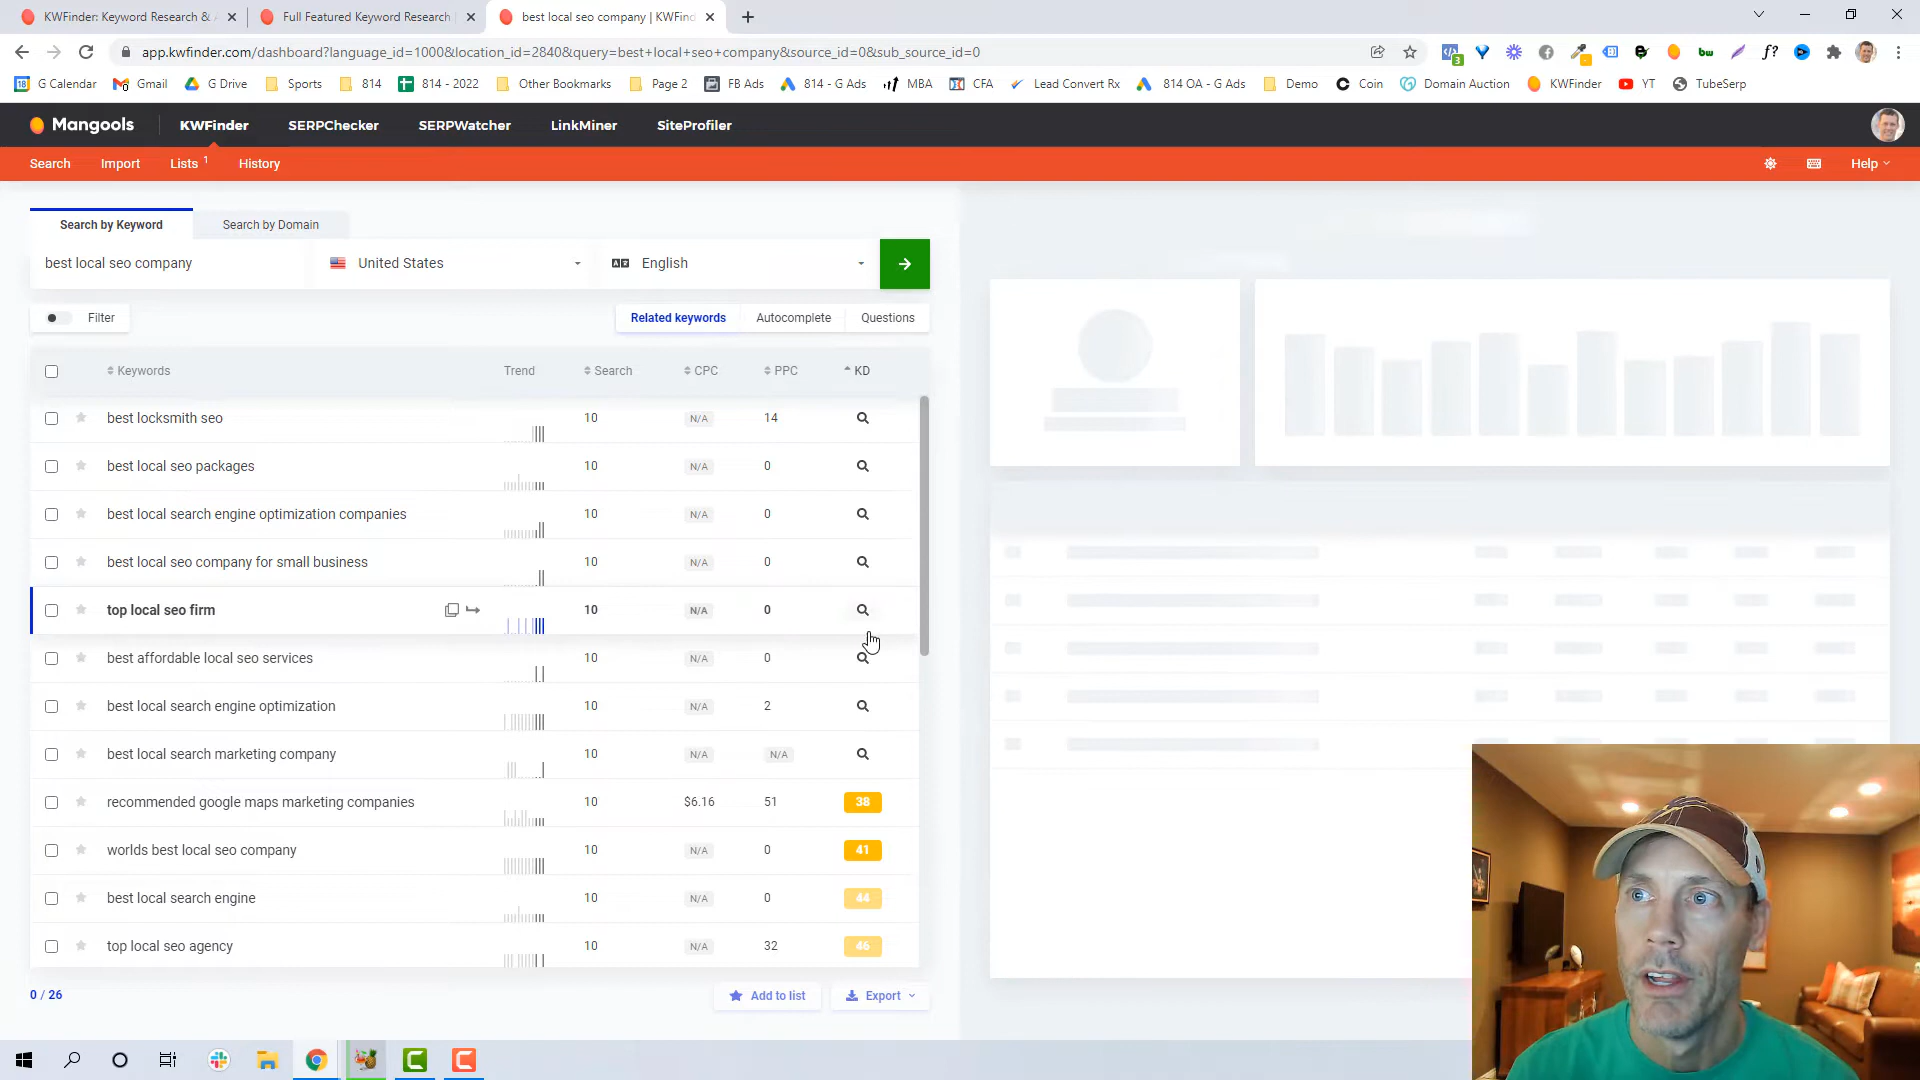 KWFinder: Keyword Research &
Full Featured Keyword Research
best local seo company | KWFin
app.kwfinder.com/dashboard?language_id=1000&location_id=2840&query=best+local+seo+company&source_id=0&sub_source_id=0
G Calendar
Gmail
G Drive
Sports
814
814 - 2022
Other Bookmarks
Page 2
FB Ads
814 - G Ads
MBA
CFA
Lead Convert Rx
814 OA - G Ads
Demo
Coin
Domain Auction
KWFinder
YT
TubeSerp
Mangools
KWFinder
SERPChecker
SERPWatcher
LinkMiner
SiteProfiler
Search
Import
Lists 1
History
Help
Search by Keyword
Search by Domain
best local seo company
United States
English
Filter
Related keywords
Autocomplete
Questions
Keywords Trend Search CPC PPC KD
best locksmith seo 10 N/A 14
best local seo packages 10 N/A 0
best local search engine optimization companies 10 N/A 0
best local seo company for small business 10 N/A 0
top local seo firm 10 N/A 0
best affordable local seo services 10 N/A 0
best local search engine optimization 10 N/A 2
best local search marketing company 10 N/A N/A
recommended google maps marketing companies 10 $6.16 51 38
worlds best local seo company 10 N/A 0 41
best local search engine 10 N/A 0 44
top local seo agency 10 N/A 32 46
0 / 26
Add to list
Export